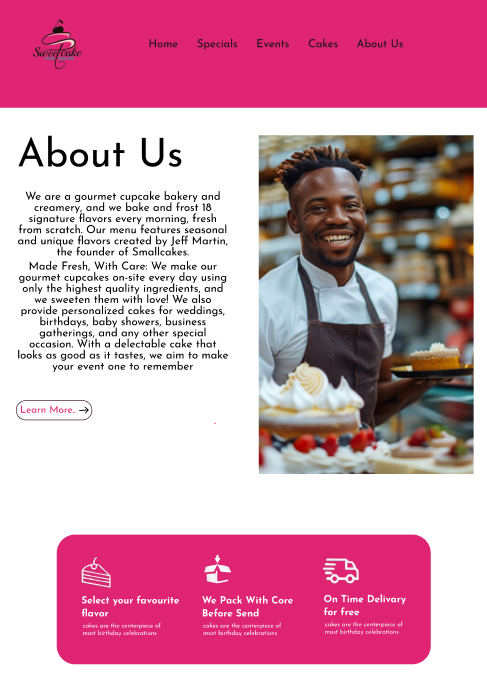 Sweetcake
Home Specials Events Cakes About Us
About Us
We are a gourmet cupcake bakery and
creamery, and we bake and frost 18
signature flavors every morning, fresh
from scratch. Our menu features seasonal
and unique flavors created by Jeff Martin,
the founder of Smallcakes.
Made Fresh, With Care: We make our
gourmet cupcakes on-site every day using
only the highest quality ingredients, and
we sweeten them with love! We also
provide personalized cakes for weddings,
birthdays, baby showers, business
gatherings, and any other special
occasion. With a delectable cake that
looks as good as it tastes, we aim to make
your event one to remember
Learn More..
Select your favourite
flavor
cakes are the centerpiece of
most birthday celebrations
We Pack With Core
Before Send
cakes are the centerpiece of
most birthday celebrations
On Time Delivary
for free
cakes are the centerpiece of
most birthday celebrations